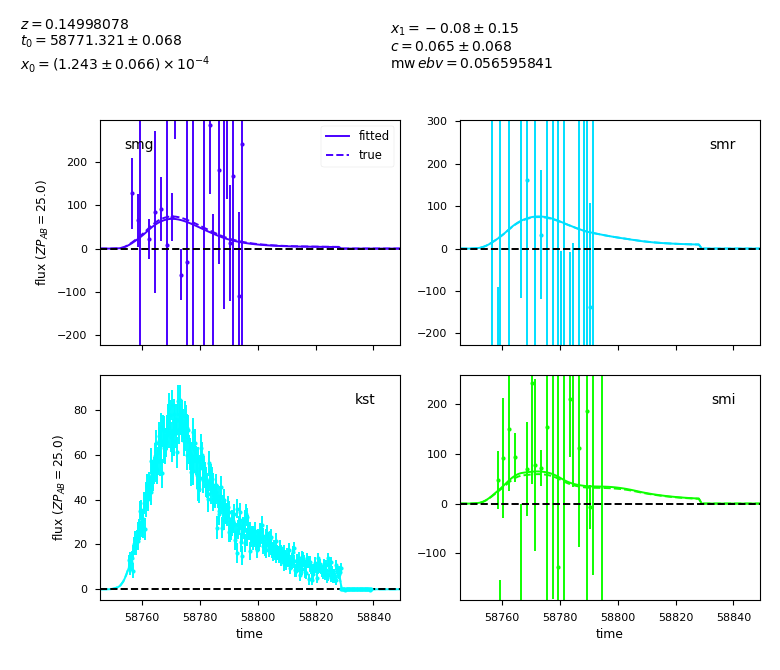 z = 0.14998078
t₀ = 58771.321 ± 0.068
x₀ = (1.243 ± 0.066) × 10⁻⁴
x₁ = −0.08 ± 0.15
c = 0.065 ± 0.068
mw ebv = 0.056595841
smg
fitted
true
200
100
0
−100
−200
flux (ZP_AB = 25.0)
smr
300
200
100
0
−100
−200
kst
80
60
40
20
0
flux (ZP_AB = 25.0)
58760 58780 58800 58820 58840
time
smi
200
100
0
−100
58760 58780 58800 58820 58840
time